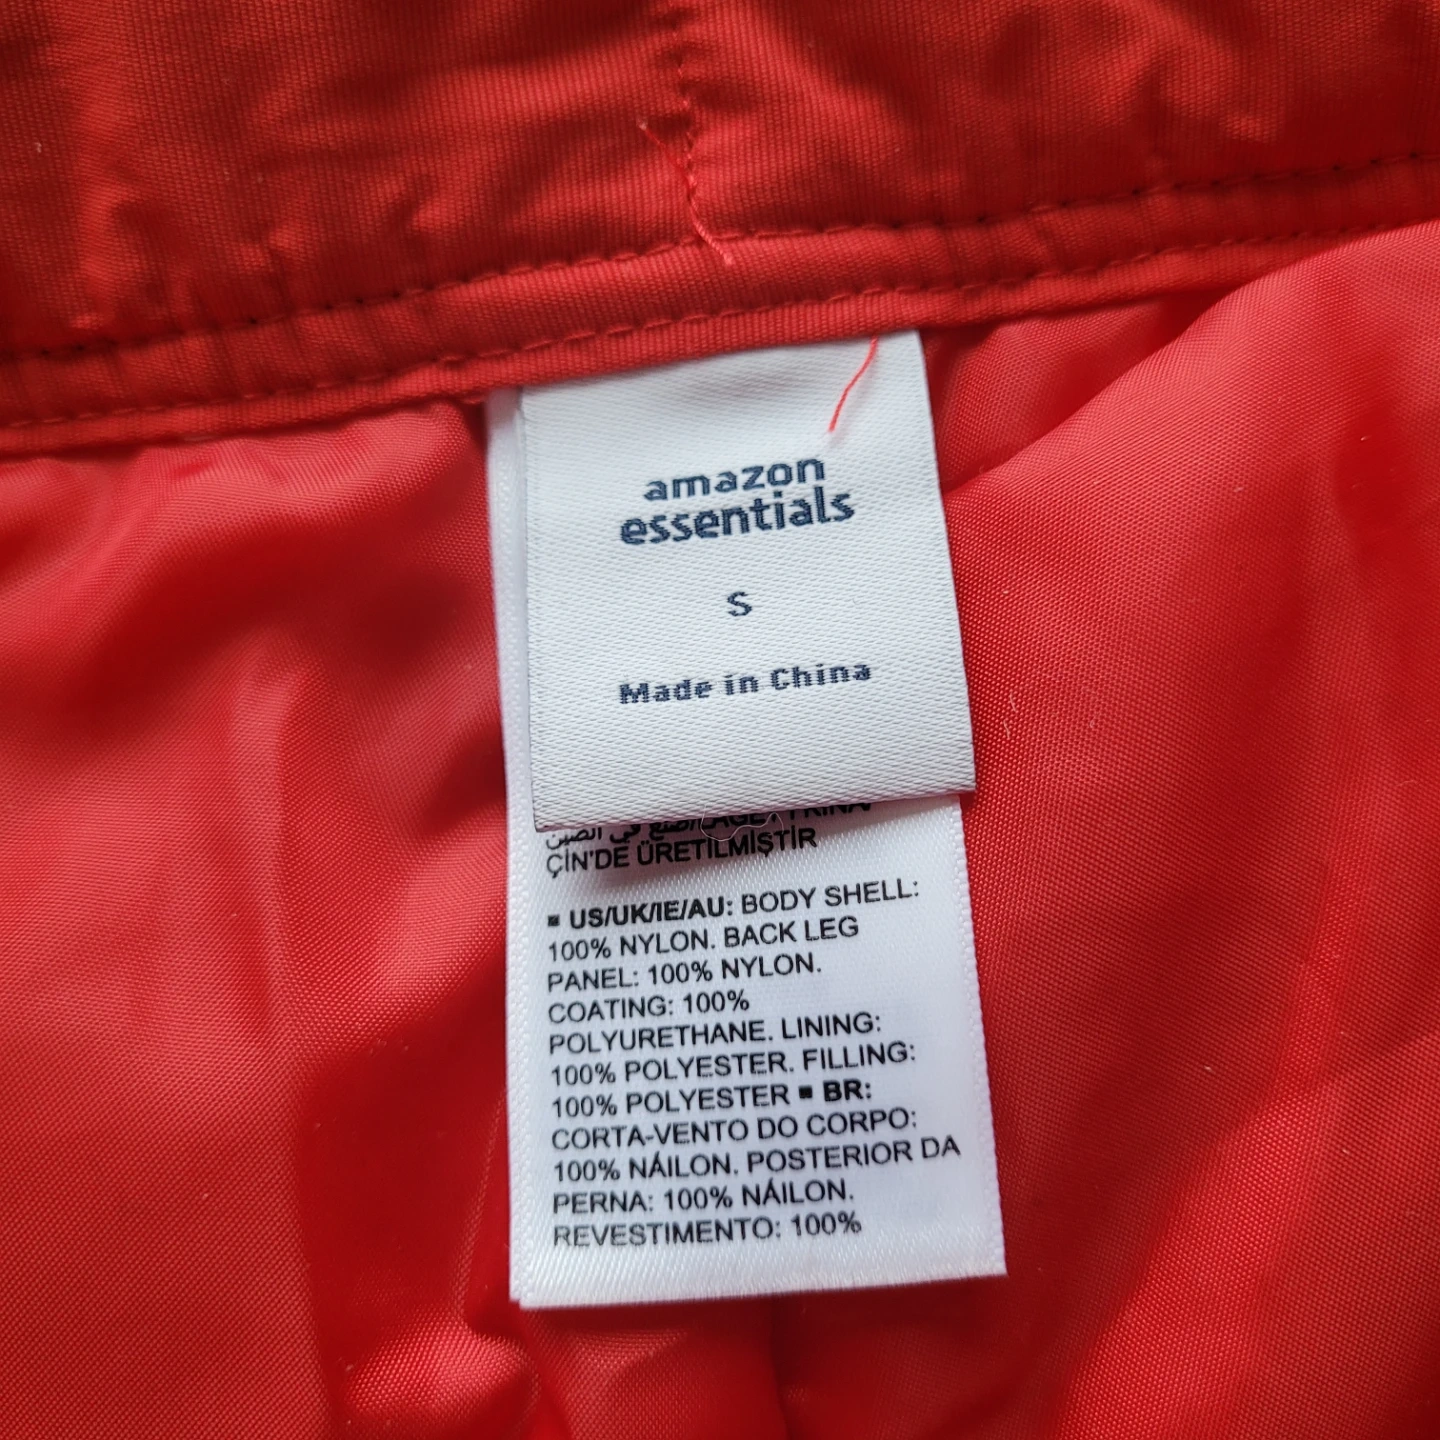 amazon
essentials
S
Made in China
ÇİN'DE ÜRETİLMİŞTİR
▪ US/UK/IE/AU: BODY SHELL:
100% NYLON. BACK LEG
PANEL: 100% NYLON.
COATING: 100%
POLYURETHANE. LINING:
100% POLYESTER. FILLING:
100% POLYESTER ▪ BR:
CORTA-VENTO DO CORPO:
100% NÁILON. POSTERIOR DA
PERNA: 100% NÁILON.
REVESTIMENTO: 100%